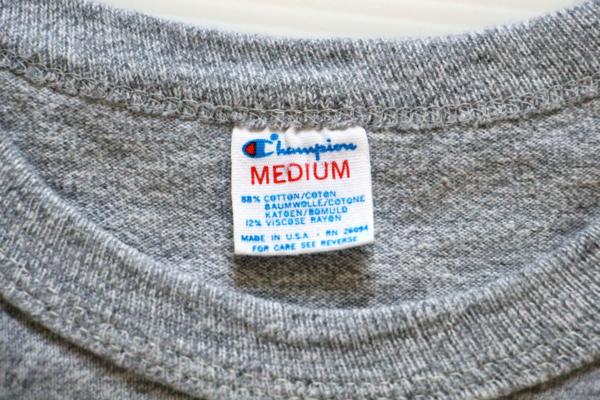 Champion
MEDIUM
88% COTTON/COTON
BAUMWOLLE/COTONE
KATOEN/BOMULD
12% VISCOSE RAYON
MADE IN U.S.A. · RN 26094
FOR CARE SEE REVERSE